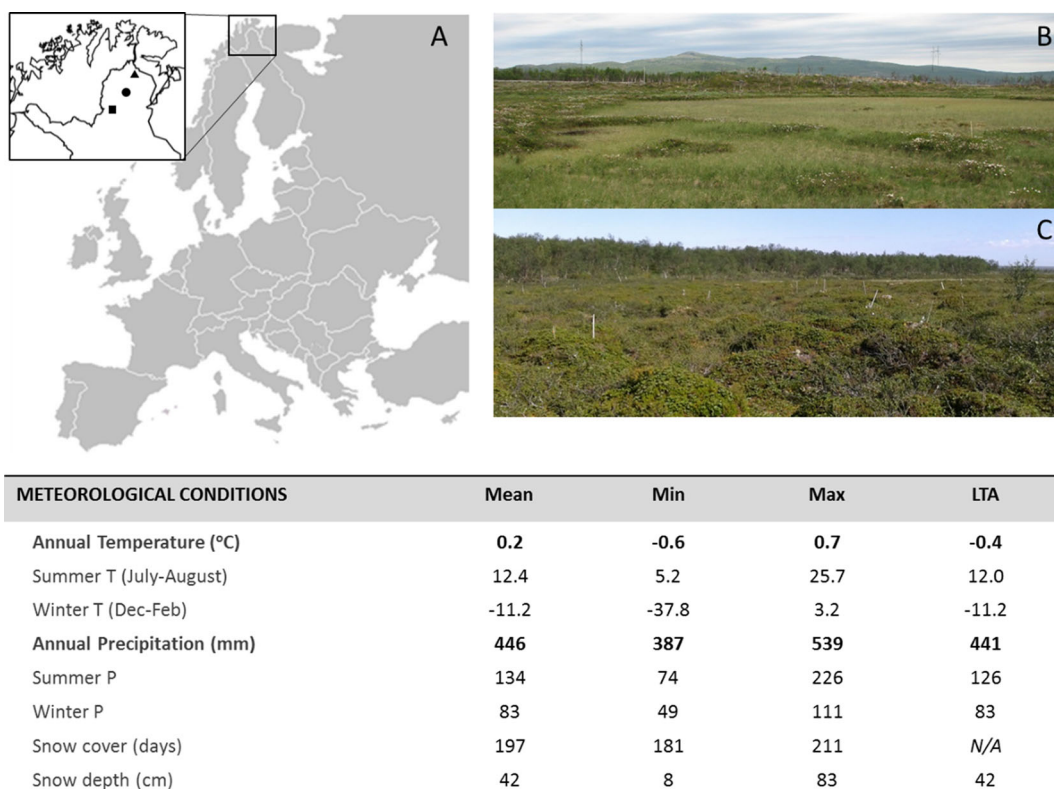 A
B
C
METEOROLOGICAL CONDITIONS Mean Min Max LTA
Annual Temperature (°C) 0.2 -0.6 0.7 -0.4
Summer T (July-August) 12.4 5.2 25.7 12.0
Winter T (Dec-Feb) -11.2 -37.8 3.2 -11.2
Annual Precipitation (mm) 446 387 539 441
Summer P 134 74 226 126
Winter P 83 49 111 83
Snow cover (days) 197 181 211 N/A
Snow depth (cm) 42 8 83 42